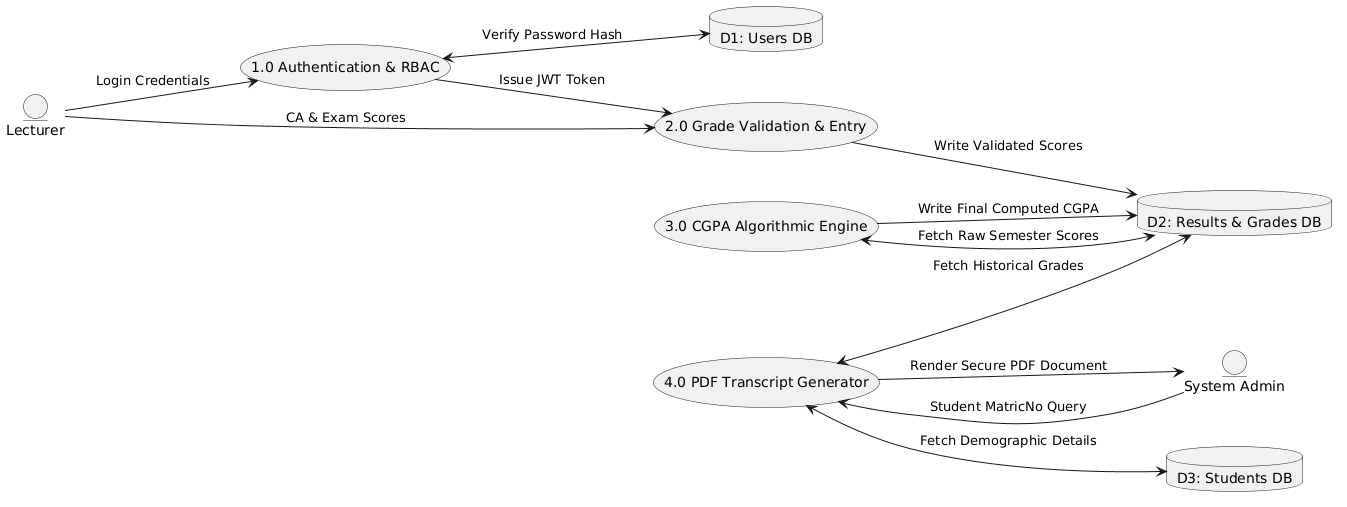 Verify Password Hash
D1: Users DB
Login Credentials
1.0 Authentication & RBAC
Issue JWT Token
Lecturer
CA & Exam Scores
2.0 Grade Validation & Entry
Write Validated Scores
Write Final Computed CGPA
D2: Results & Grades DB
3.0 CGPA Algorithmic Engine
Fetch Raw Semester Scores
Fetch Historical Grades
Render Secure PDF Document
4.0 PDF Transcript Generator
System Admin
Student MatricNo Query
Fetch Demographic Details
D3: Students DB